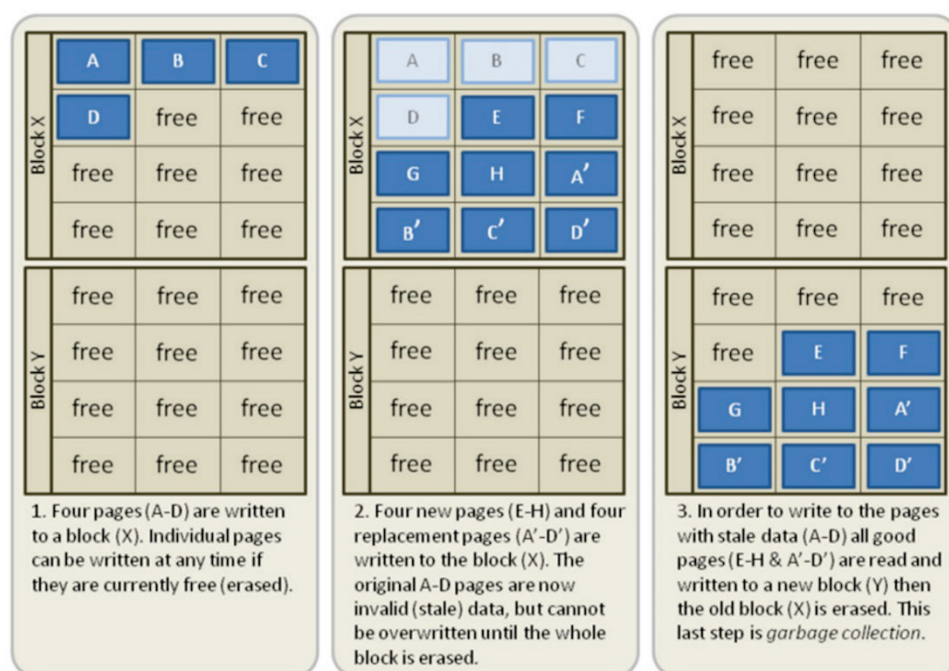 Block X
A B C
D free free
free free free
free free free
Block Y
free free free
free free free
free free free
free free free
1. Four pages (A-D) are written
to a block (X). Individual pages
can be written at any time if
they are currently free (erased).
Block X
A B C
D E F
G H A'
B' C' D'
Block Y
free free free
free free free
free free free
free free free
2. Four new pages (E-H) and four
replacement pages (A'-D') are
written to the block (X). The
original A-D pages are now
invalid (stale) data, but cannot
be overwritten until the whole
block is erased.
Block X
free free free
free free free
free free free
free free free
Block Y
free free free
free E F
G H A'
B' C' D'
3. In order to write to the pages
with stale data (A-D) all good
pages (E-H & A'-D') are read and
written to a new block (Y) then
the old block (X) is erased. This
last step is garbage collection.